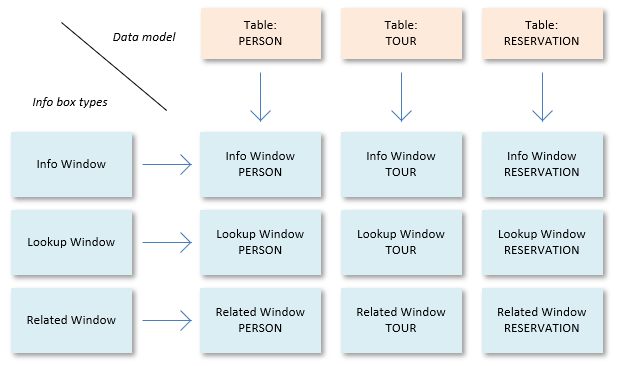 Data model
Table:
PERSON
Table:
TOUR
Table:
RESERVATION
Info box types
Info Window
Info Window
PERSON
Info Window
TOUR
Info Window
RESERVATION
Lookup Window
Lookup Window
PERSON
Lookup Window
TOUR
Lookup Window
RESERVATION
Related Window
Related Window
PERSON
Related Window
TOUR
Related Window
RESERVATION